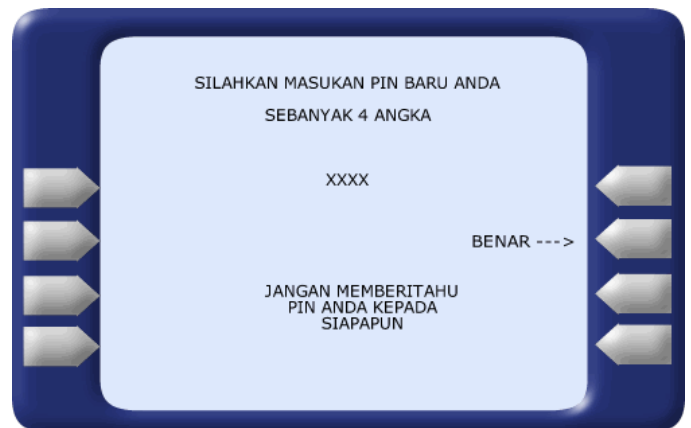 SILAHKAN MASUKAN PIN BARU ANDA
SEBANYAK 4 ANGKA
XXXX
BENAR --->
JANGAN MEMBERITAHU
PIN ANDA KEPADA
SIAPAPUN